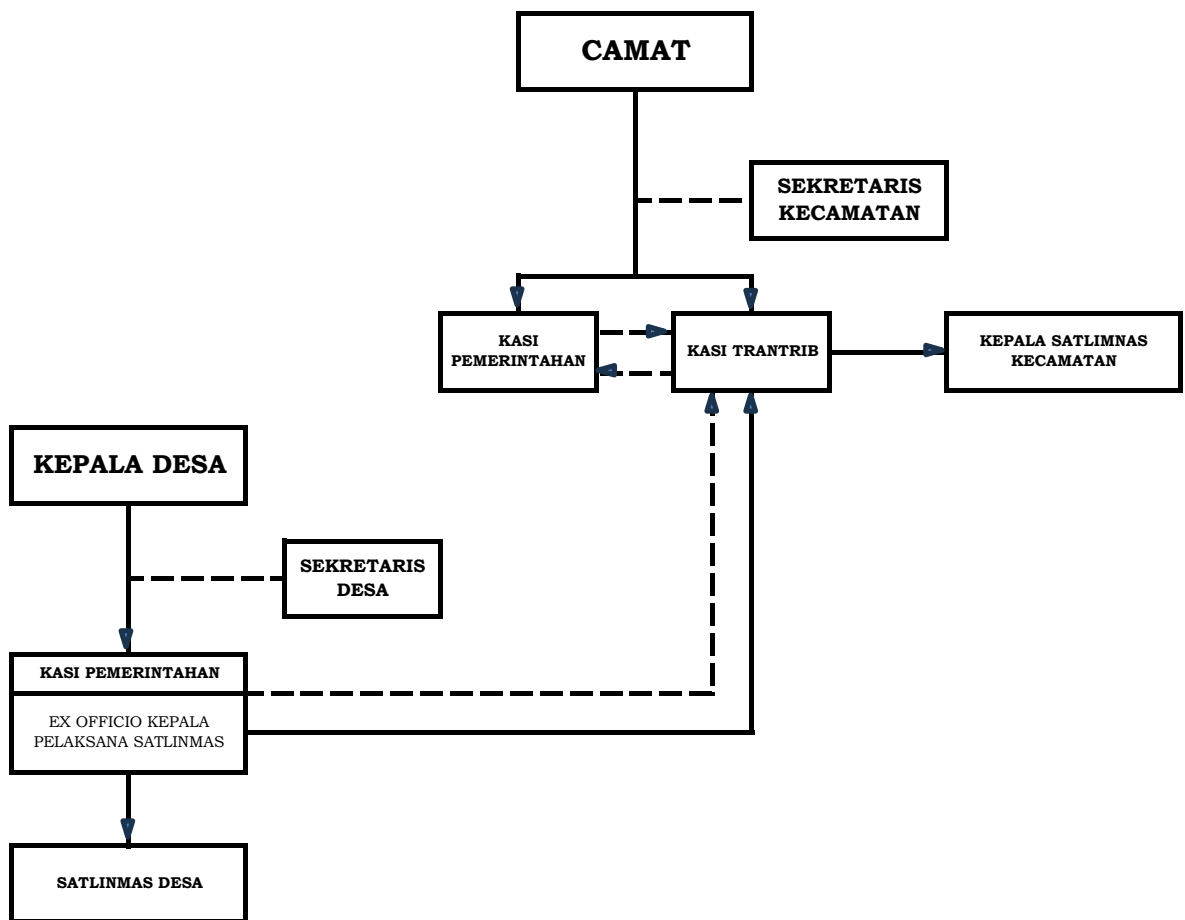 CAMAT
SEKRETARIS
KECAMATAN
KASI
PEMERINTAHAN
KASI TRANTRIB
KEPALA SATLIMNAS
KECAMATAN
KEPALA DESA
SEKRETARIS
DESA
KASI PEMERINTAHAN
EX OFFICIO KEPALA
PELAKSANA SATLINMAS
SATLINMAS DESA